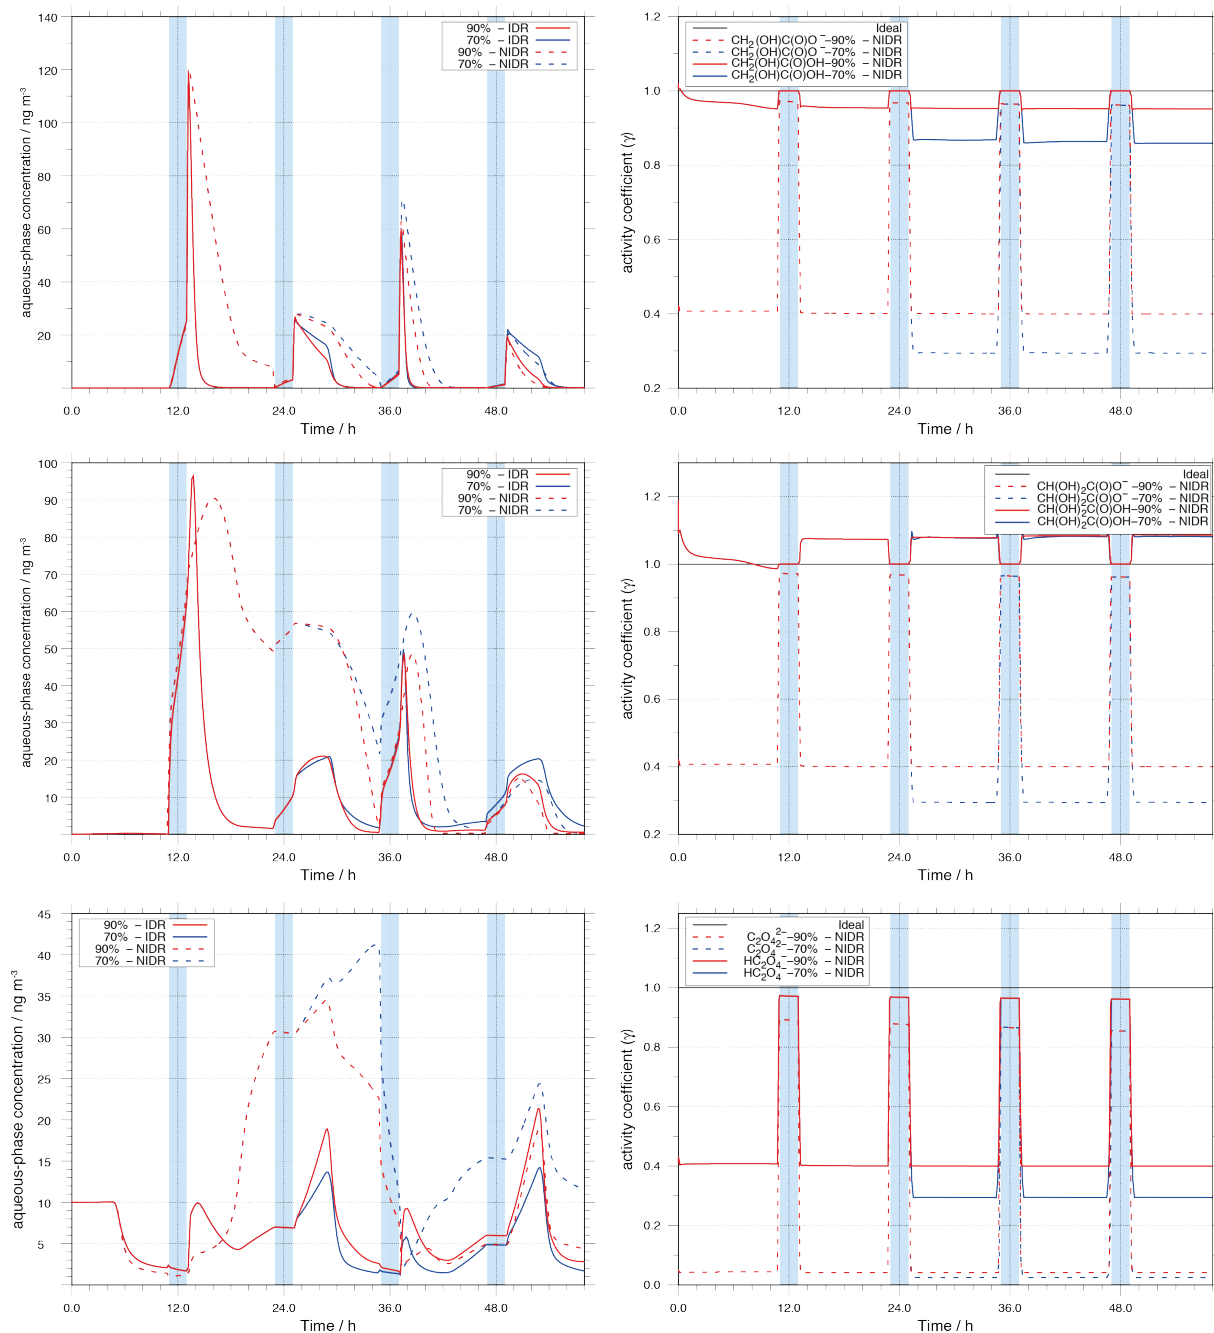 140
120
100
80
60
40
20
0.0 12.0 24.0 36.0 48.0
Time / h
aqueous-phase concentration / ng m⁻³
90% – IDR
70% – IDR
90% – NIDR
70% – NIDR
1.2
1.0
0.8
0.6
0.4
0.2
0.0 12.0 24.0 36.0 48.0
Time / h
activity coefficient (γ)
Ideal
CH₂(OH)C(O)O⁻–90% – NIDR
CH₂(OH)C(O)O⁻–70% – NIDR
CH₂(OH)C(O)OH–90% – NIDR
CH₂(OH)C(O)OH–70% – NIDR
100
90
80
70
60
50
40
30
20
10
0.0 12.0 24.0 36.0 48.0
Time / h
aqueous-phase concentration / ng m⁻³
90% – IDR
70% – IDR
90% – NIDR
70% – NIDR
1.2
1.0
0.8
0.6
0.4
0.2
0.0 12.0 24.0 36.0 48.0
Time / h
activity coefficient (γ)
Ideal
CH(OH)₂C(O)O⁻–90% – NIDR
CH(OH)₂C(O)O⁻–70% – NIDR
CH(OH)₂C(O)OH–90% – NIDR
CH(OH)₂C(O)OH–70% – NIDR
45
40
35
30
25
20
15
10
5
0.0 12.0 24.0 36.0 48.0
Time / h
aqueous-phase concentration / ng m⁻³
90% – IDR
70% – IDR
90% – NIDR
70% – NIDR
1.2
1.0
0.8
0.6
0.4
0.2
0.0
0.0 12.0 24.0 36.0 48.0
Time / h
activity coefficient (γ)
Ideal
C₂O₄²⁻–90% – NIDR
C₂O₄²⁻–70% – NIDR
HC₂O₄⁻–90% – NIDR
HC₂O₄⁻–70% – NIDR